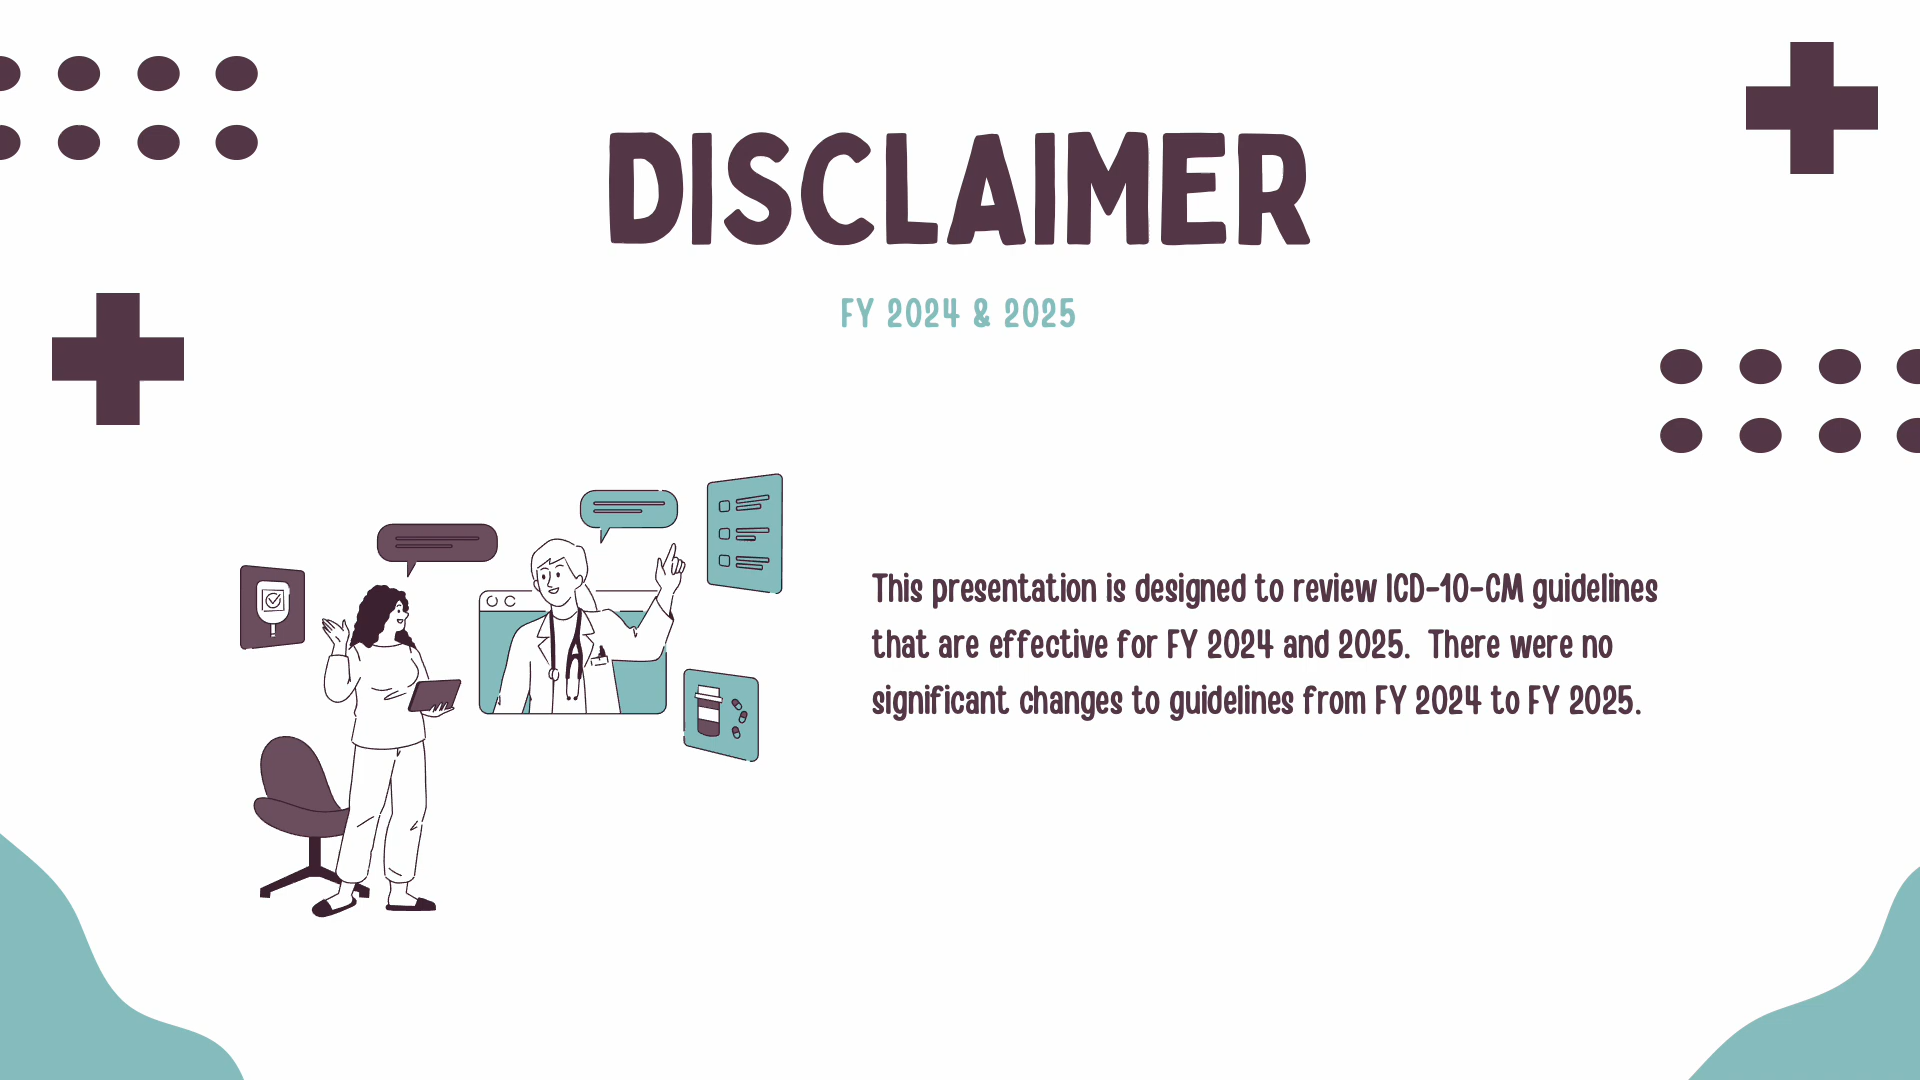 DISCLAIMER
FY 2024 & 2025
This presentation is designed to review ICD-10-CM guidelines
that are effective for FY 2024 and 2025.  There were no
significant changes to guidelines from FY 2024 to FY 2025.